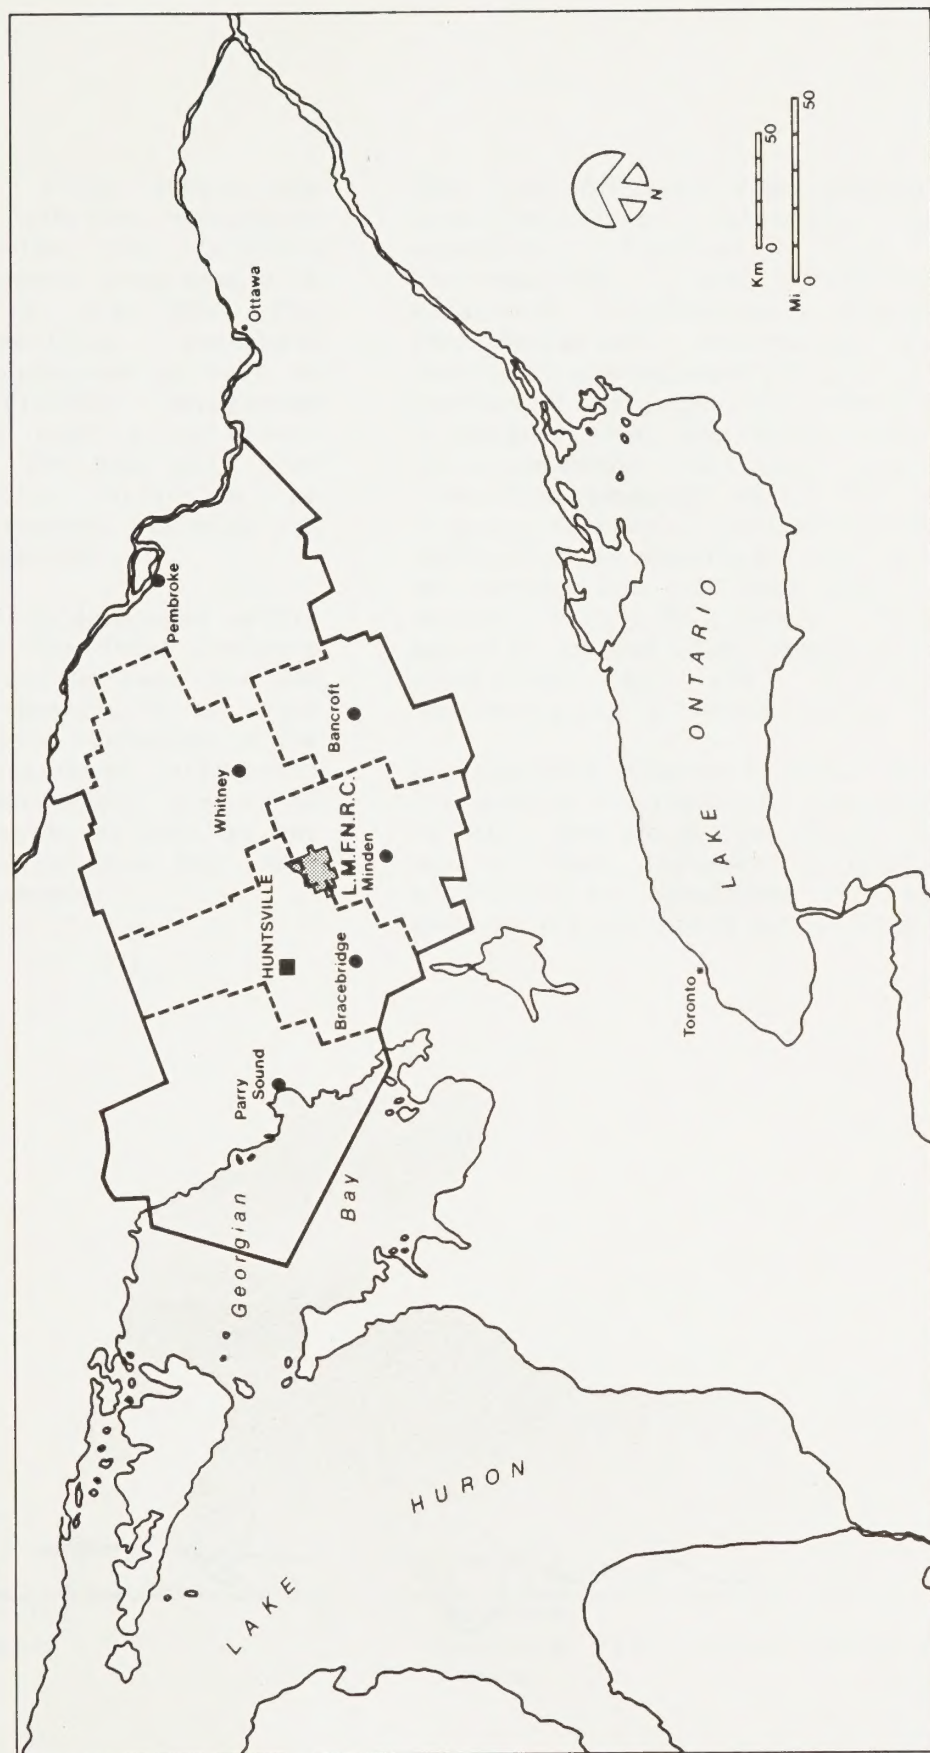 Ottawa
Pembroke
Whitney
Bancroft
L.M.F.N.R.C.
Minden
HUNTSVILLE
Bracebridge
Parry
Sound
Georgian
Bay
LAKE
HURON
LAKE ONTARIO
Toronto
N
Km
0 50
Mi
0 50